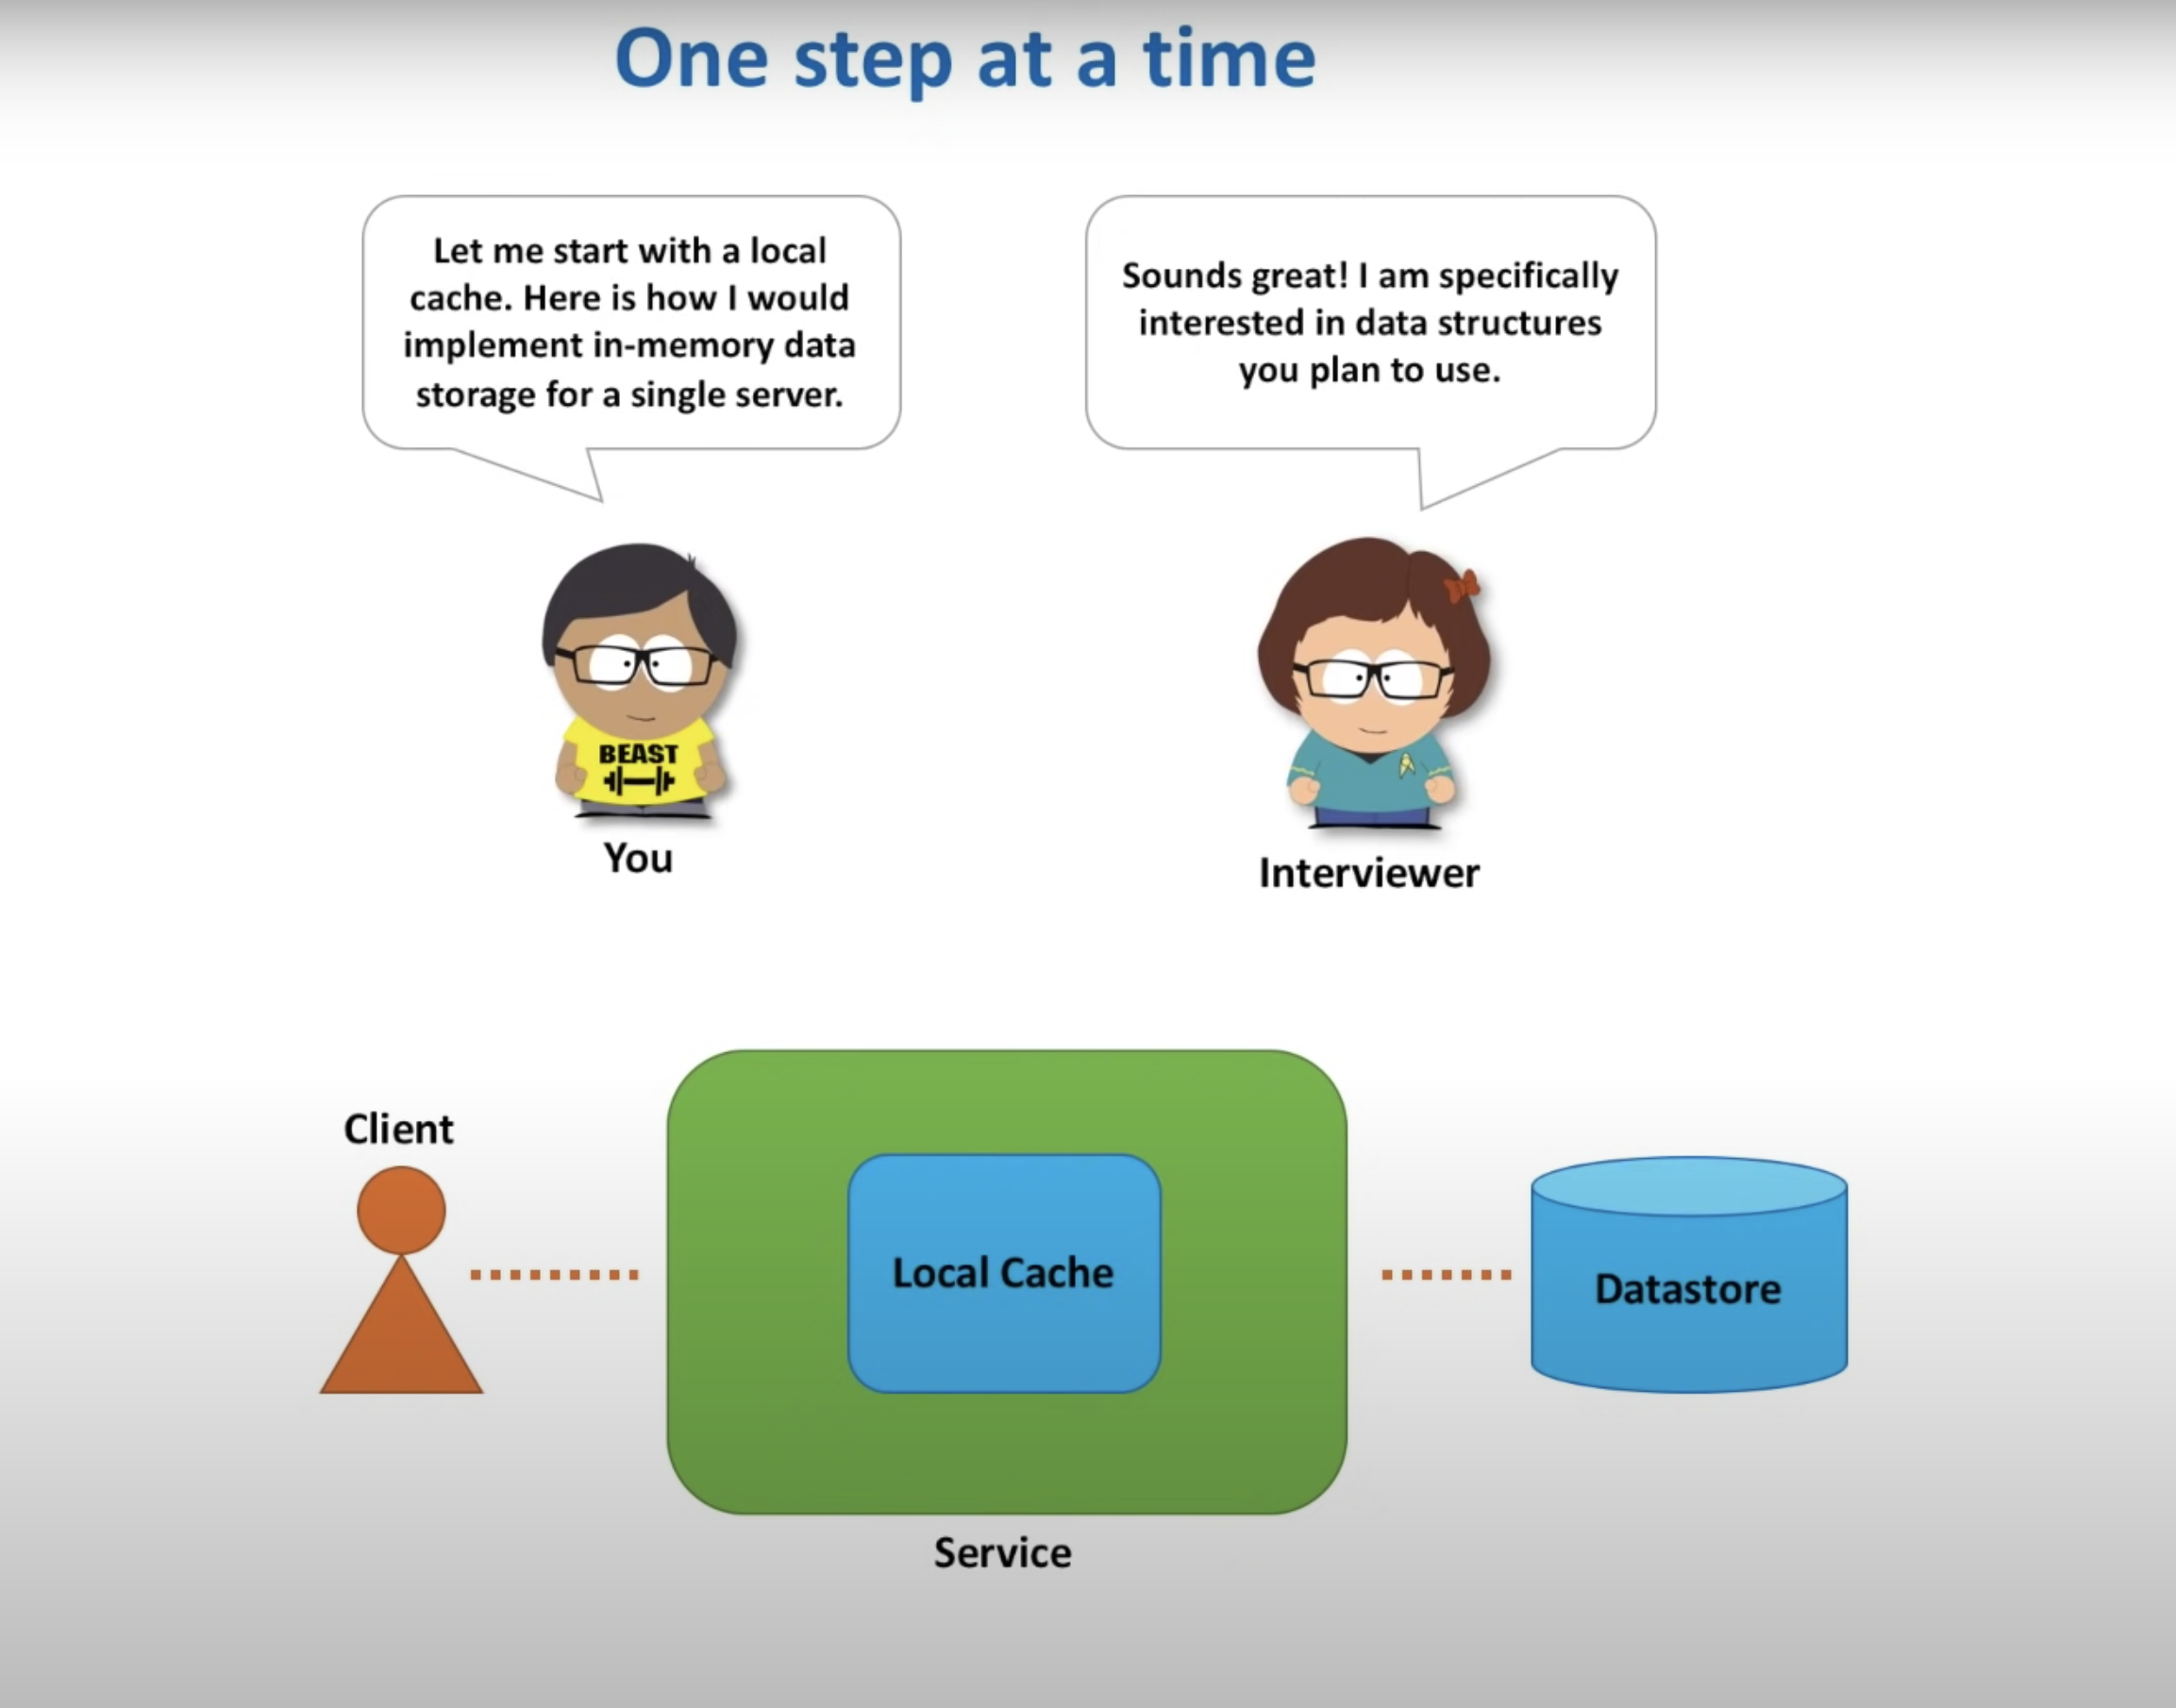 One step at a time
Let me start with a local
cache. Here is how I would
implement in-memory data
storage for a single server.
Sounds great! I am specifically
interested in data structures
you plan to use.
BEAST
You
Interviewer
Client
Local Cache
Datastore
Service